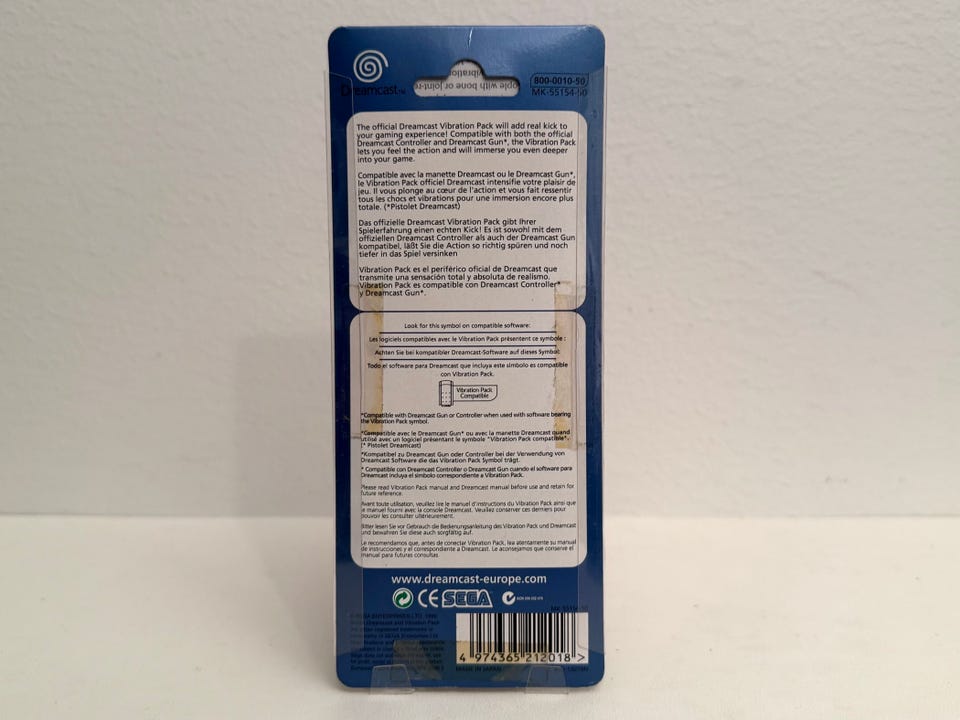 Dreamcast™
ople with bone or joint-re
vibration
800-0010-50
MK-55154-50
The official Dreamcast Vibration Pack will add real kick to
your gaming experience! Compatible with both the official
Dreamcast Controller and Dreamcast Gun*, the Vibration Pack
lets you feel the action and will immerse you even deeper
into your game.
Compatible avec la manette Dreamcast ou le Dreamcast Gun*,
le Vibration Pack officiel Dreamcast intensifie votre plaisir de
jeu. Il vous plonge au cœur de l'action et vous fait ressentir
tous les chocs et vibrations pour une immersion encore plus
totale. (*Pistolet Dreamcast)
Das offizielle Dreamcast Vibration Pack gibt Ihrer
Spielerfahrung einen echten Kick! Es ist sowohl mit dem
offiziellen Dreamcast Controller als auch der Dreamcast Gun
kompatibel, läßt Sie die Action so richtig spüren und noch
tiefer in das Spiel versinken
Vibration Pack es el periférico oficial de Dreamcast que
transmite una sensación total y absoluta de realismo.
Vibration Pack es compatible con Dreamcast Controller*
y Dreamcast Gun*.
Look for this symbol on compatible software:
Les logiciels compatibles avec le Vibration Pack présentent ce symbole :
Achten Sie bei kompatibler Dreamcast-Software auf dieses Symbol:
Todo el software para Dreamcast que incluya este símbolo es compatible
con Vibration Pack.
Vibration Pack
Compatible
*Compatible with Dreamcast Gun or Controller when used with software bearing
the Vibration Pack symbol.
*Compatible avec le Dreamcast Gun* ou avec la manette Dreamcast quand
utilisé avec un logiciel présentant le symbole "Vibration Pack compatible".
(* Pistolet Dreamcast)
*Kompatibel zu Dreamcast Gun oder Controller bei der Verwendung von
Dreamcast Software die das Vibration Pack Symbol trägt.
* Compatible con Dreamcast Controller o Dreamcast Gun cuando el software para
Dreamcast incluya el símbolo correspondiente a Vibration Pack.
Please read Vibration Pack manual and Dreamcast manual before use and retain for
future reference.
Avant toute utilisation, veuillez lire le manuel d'instructions du Vibration Pack ainsi que
le manuel fourni avec la console Dreamcast. Veuillez conserver ces derniers pour
pouvoir les consulter ultérieurement.
Bitter lesen Sie vor Gebrauch die Bedienungsanleitung des Vibration Pack und Dreamcast
und bewahren Sie diese auch sorgfältig auf.
Le recomendamos que, antes de conectar Vibration Pack, lea atentamente su manual
de instrucciones y el correspondiente a Dreamcast. Le aconsejamos que conserve el
manual para futuras consultas
www.dreamcast-europe.com
CE SEGA
MK-55154-50
4 974365 212018 >
MADE IN JAPAN